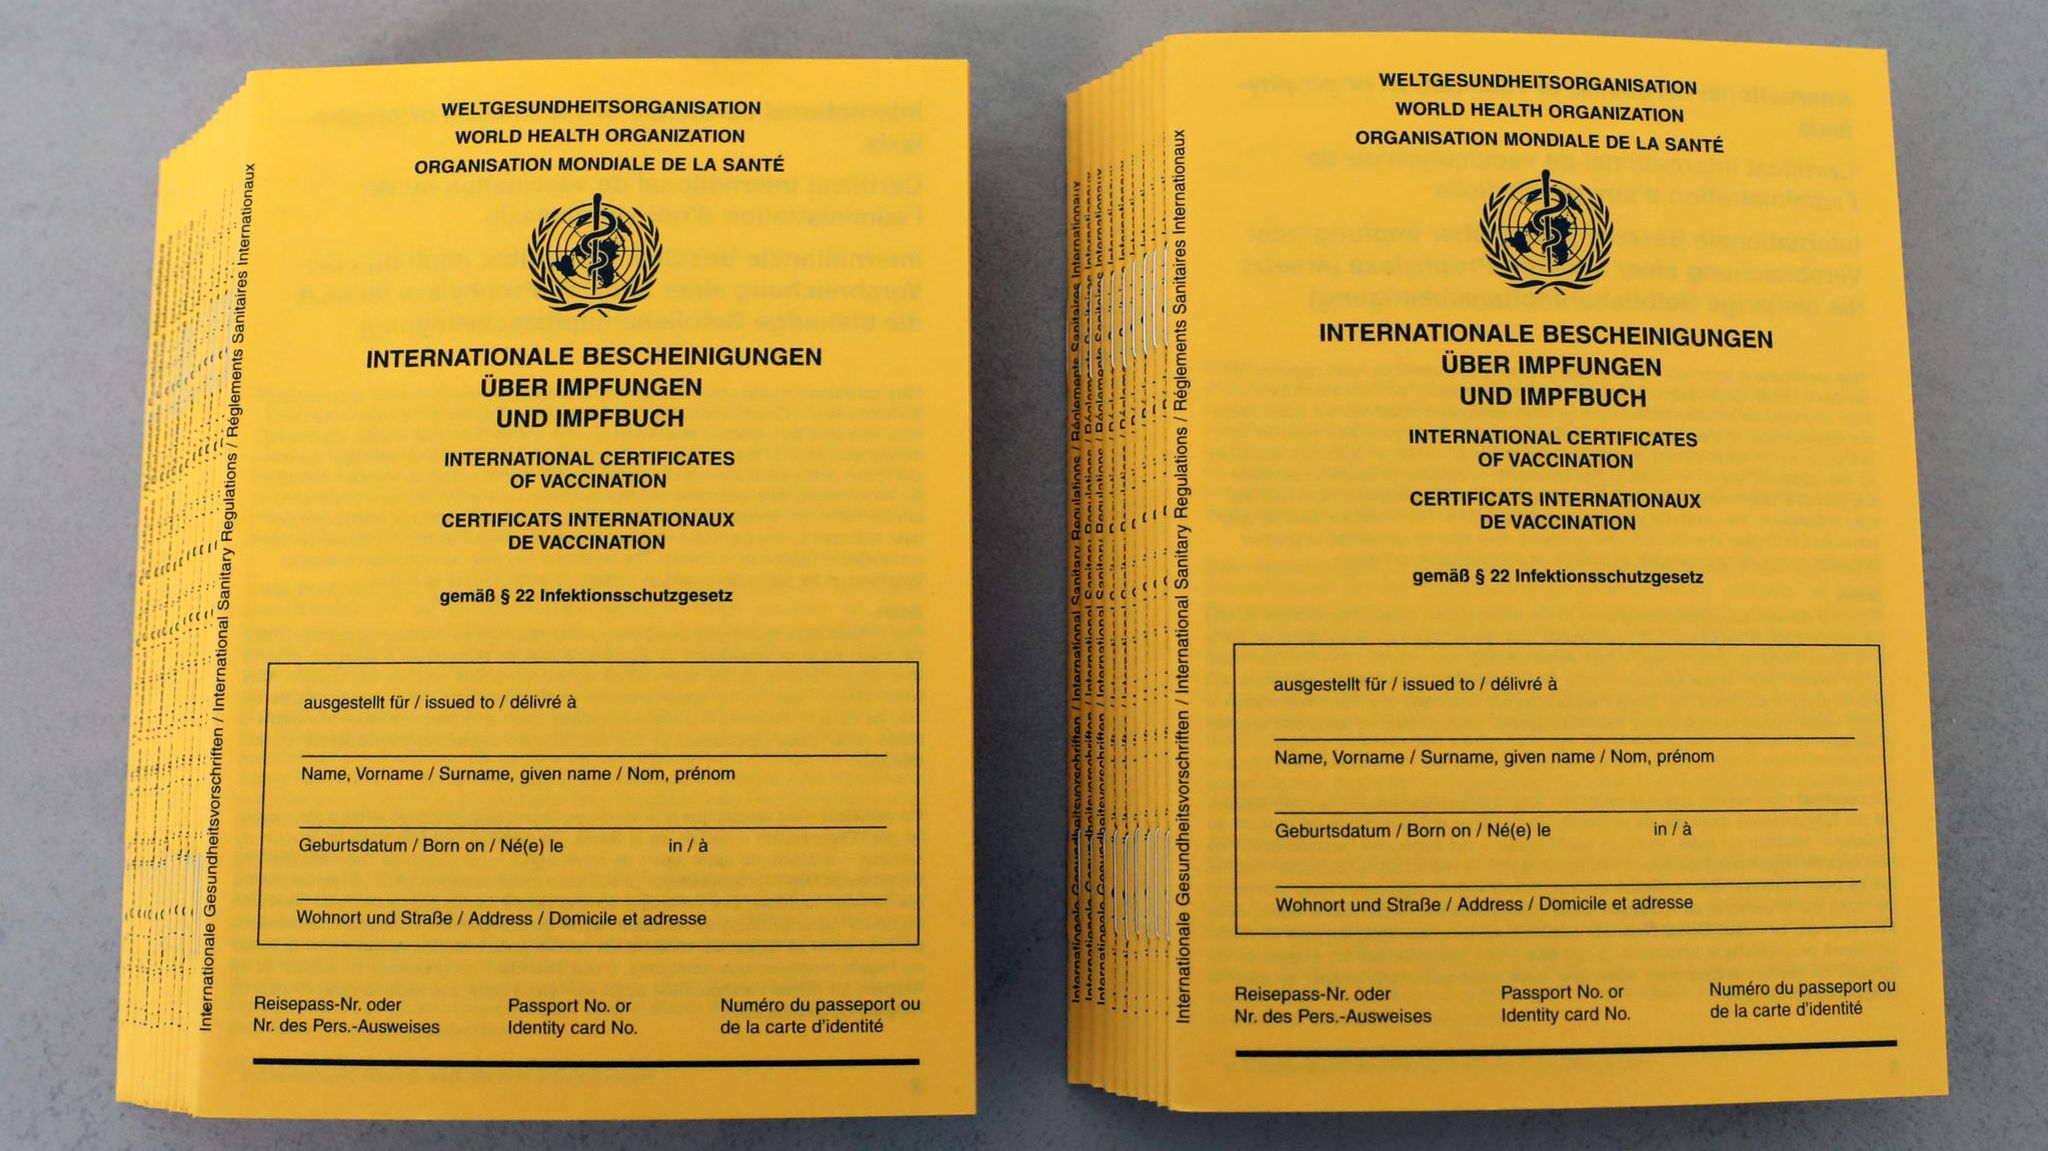 WELTGESUNDHEITSORGANISATION
WORLD HEALTH ORGANIZATION
ORGANISATION MONDIALE DE LA SANTÉ
INTERNATIONALE BESCHEINIGUNGEN
ÜBER IMPFUNGEN
UND IMPFBUCH
INTERNATIONAL CERTIFICATES
OF VACCINATION
CERTIFICATS INTERNATIONAUX
DE VACCINATION
gemäß § 22 Infektionsschutzgesetz
ausgestellt für / issued to / délivré à
Name, Vorname / Surname, given name / Nom, prénom
Geburtsdatum / Born on / Né(e) le in / à
Wohnort und Straße / Address / Domicile et adresse
Reisepass-Nr. oder Passport No. or Numéro du passeport ou
Nr. des Pers.-Ausweises Identity card No. de la carte d'identité
Internationale Gesundheitsvorschriften / International Sanitary Regulations / Réglements Sanitaires Internationaux
WELTGESUNDHEITSORGANISATION
WORLD HEALTH ORGANIZATION
ORGANISATION MONDIALE DE LA SANTÉ
INTERNATIONALE BESCHEINIGUNGEN
ÜBER IMPFUNGEN
UND IMPFBUCH
INTERNATIONAL CERTIFICATES
OF VACCINATION
CERTIFICATS INTERNATIONAUX
DE VACCINATION
gemäß § 22 Infektionsschutzgesetz
ausgestellt für / issued to / délivré à
Name, Vorname / Surname, given name / Nom, prénom
Geburtsdatum / Born on / Né(e) le in / à
Wohnort und Straße / Address / Domicile et adresse
Reisepass-Nr. oder Passport No. or Numéro du passeport ou
Nr. des Pers.-Ausweises Identity card No. de la carte d'identité
Internationale Gesundheitsvorschriften / International Sanitary Regulations / Réglements Sanitaires Internationaux